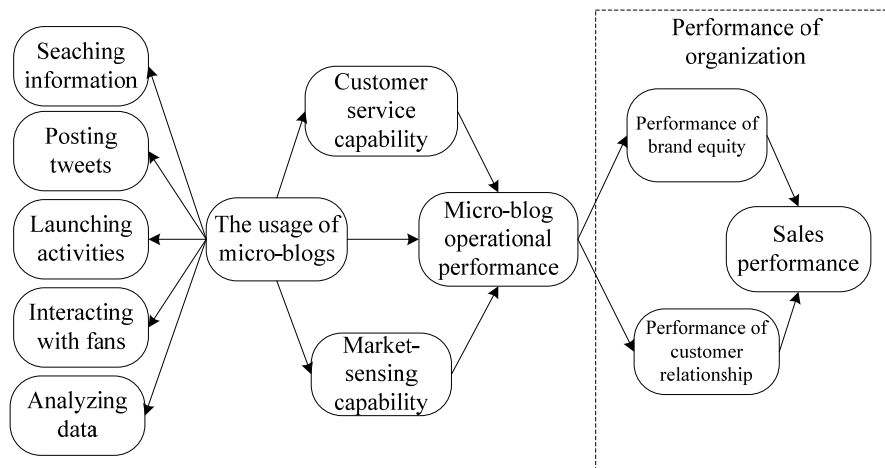 Seaching
information
Posting
tweets
Launching
activities
Interacting
with fans
Analyzing
data
The usage of
micro-blogs
Customer
service
capability
Market-
sensing
capability
Micro-blog
operational
performance
Performance of
organization
Performance of
brand equity
Performance of
customer
relationship
Sales
performance